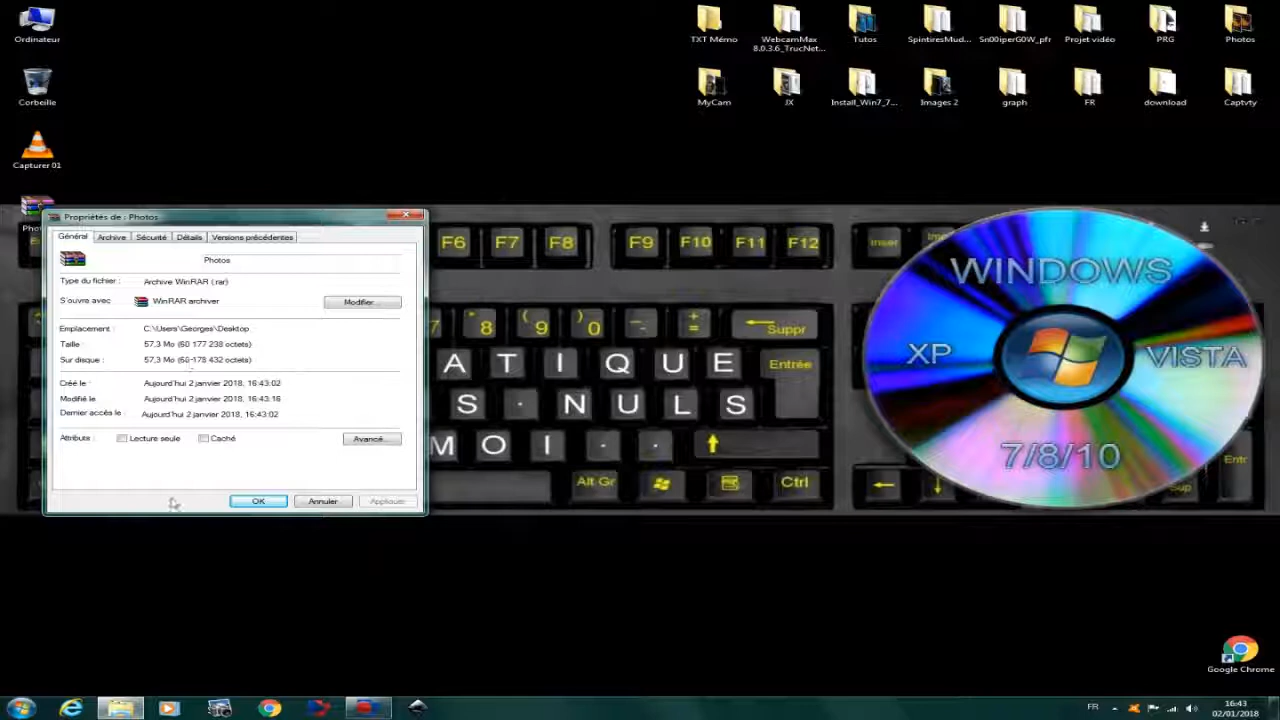 Ordinateur
TXT Mémo
WebcamMax
8.0.3.6_TrucNet...
Tutos
SpintiresMud...
Sn00iperG0W_pfr
Projet vidéo
PRG
Photos
Corbeille
MyCam
JX
Install_Win7_7...
Images 2
graph
FR
download
Captvty
Capturer 01
Propriétés de : Photos
Général
Archive
Sécurité
Détails
Versions précédentes
Photos
Type du fichier :
Archive WinRAR (.rar)
S'ouvre avec
WinRAR archiver
Modifier...
Emplacement :
C:\Users\Georges\Desktop
Taille :
57,3 Mo (60 177 238 octets)
Sur disque :
57,3 Mo (60 178 432 octets)
Créé le :
Aujourd'hui 2 janvier 2018, 16:43:02
Modifié le
Aujourd'hui 2 janvier 2018, 16:43:16
Dernier accès le
Aujourd'hui 2 janvier 2018, 16:43:02
Attributs :
Lecture seule
Caché
Avancé...
OK
Annuler
Appliquer
F6 F7 F8 F9 F10 F11 F12
Inser
7 " 8 ( 9 ) 0 - + = Suppr
A T I Q U E Entrée
S . N U L S
M O I . .
Alt Gr Ctrl
WINDOWS
XP
VISTA
7/8/10
Entr
Sup
Google Chrome
FR
16:43
02/01/2018